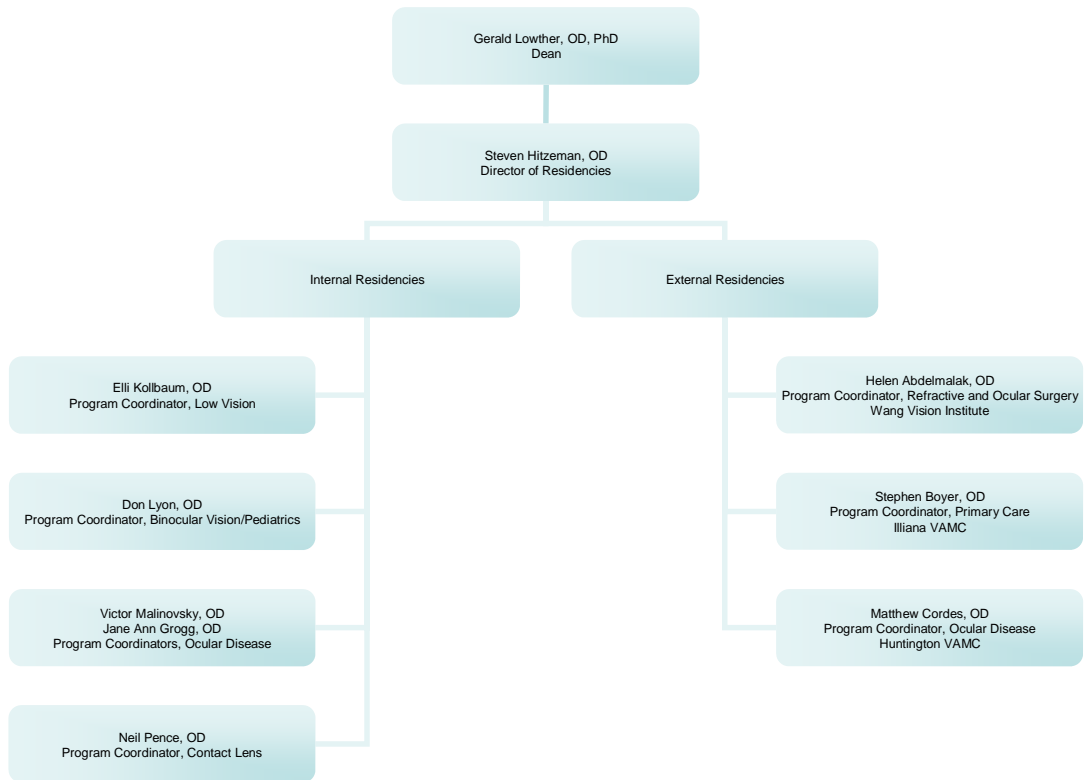 Gerald Lowther, OD, PhD
Dean
Steven Hitzeman, OD
Director of Residencies
Internal Residencies
External Residencies
Elli Kollbaum, OD
Program Coordinator, Low Vision
Don Lyon, OD
Program Coordinator, Binocular Vision/Pediatrics
Victor Malinovsky, OD
Jane Ann Grogg, OD
Program Coordinators, Ocular Disease
Neil Pence, OD
Program Coordinator, Contact Lens
Helen Abdelmalak, OD
Program Coordinator, Refractive and Ocular Surgery
Wang Vision Institute
Stephen Boyer, OD
Program Coordinator, Primary Care
Illiana VAMC
Matthew Cordes, OD
Program Coordinator, Ocular Disease
Huntington VAMC